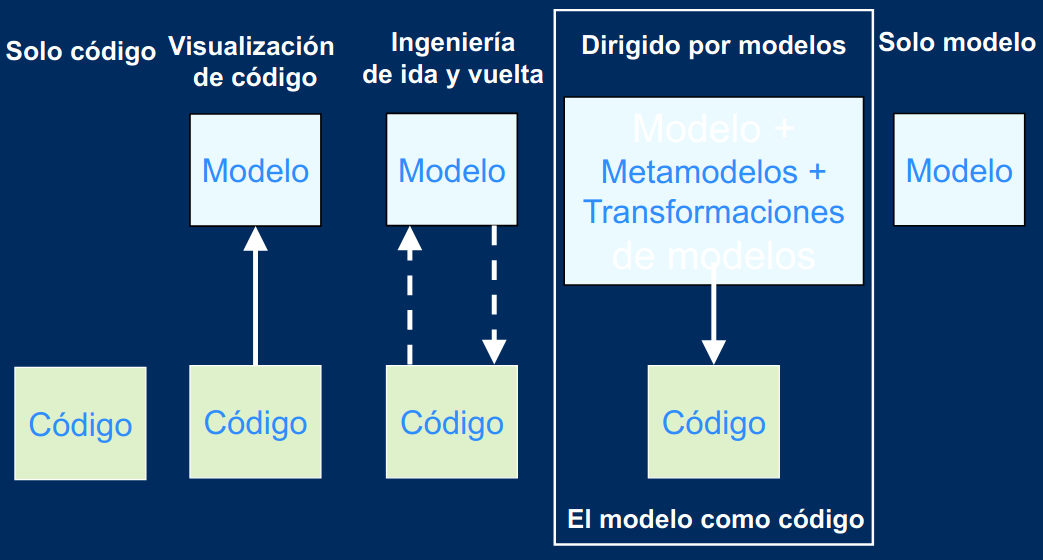 Solo código
Visualización
de código
Ingeniería
de ida y vuelta
Dirigido por modelos
Solo modelo
Modelo
Modelo
Modelo +
Metamodelos +
Transformaciones
de modelos
Modelo
Código
Código
Código
Código
El modelo como código